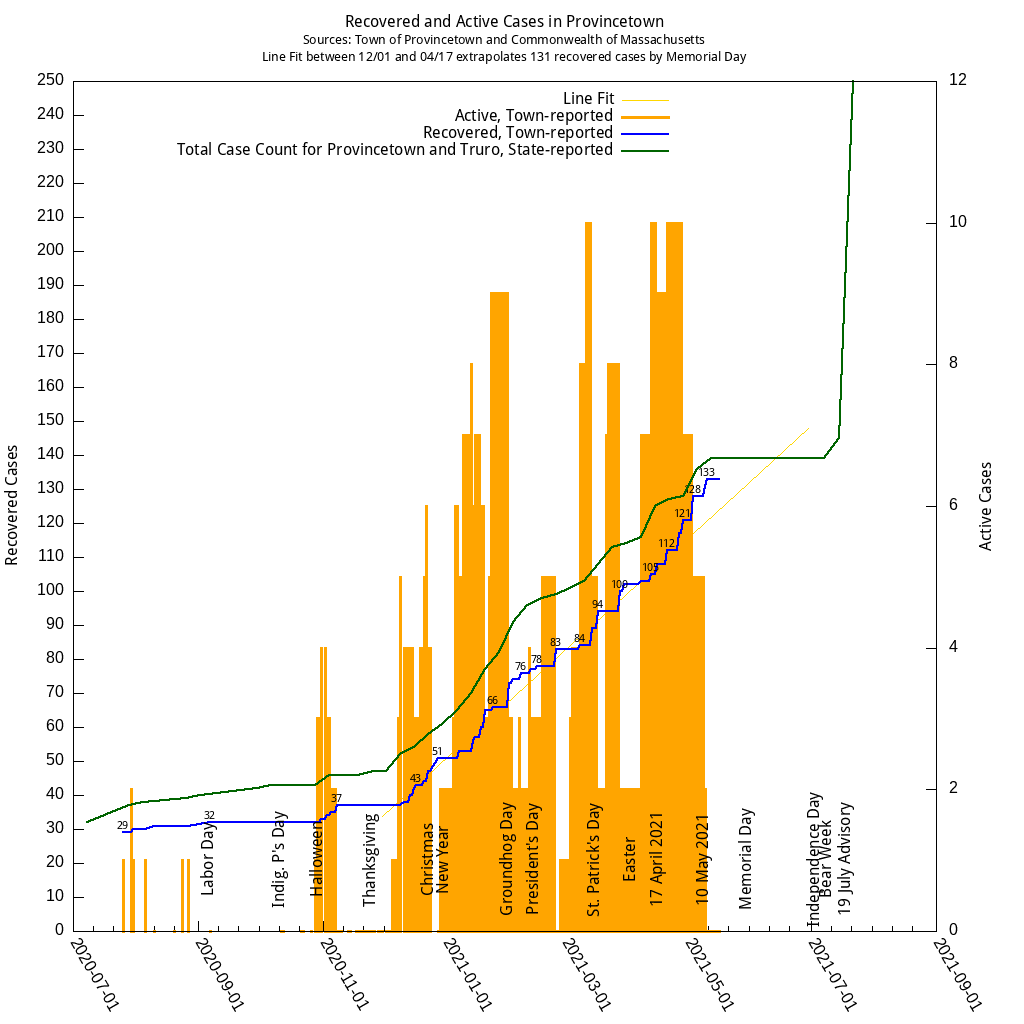 Recovered and Active Cases in Provincetown
Sources: Town of Provincetown and Commonwealth of Massachusetts
Line Fit between 12/01 and 04/17 extrapolates 131 recovered cases by Memorial Day
Line Fit
Active, Town-reported
Recovered, Town-reported
Total Case Count for Provincetown and Truro, State-reported
Recovered Cases
250
240
230
220
210
200
190
180
170
160
150
140
130
120
110
100
90
80
70
60
50
40
30
20
10
0
Active Cases
12
10
8
6
4
2
0
29
32
37
43
51
66
76
78
83
84
94
100
105
112
121
128
133
Labor Day
Indig. P's Day
Halloween
Thanksgiving
Christmas
New Year
Groundhog Day
President's Day
St. Patrick's Day
Easter
17 April 2021
10 May 2021
Memorial Day
Independence Day
Bear Week
19 July Advisory
2020-07-01
2020-09-01
2020-11-01
2021-01-01
2021-03-01
2021-05-01
2021-07-01
2021-09-01